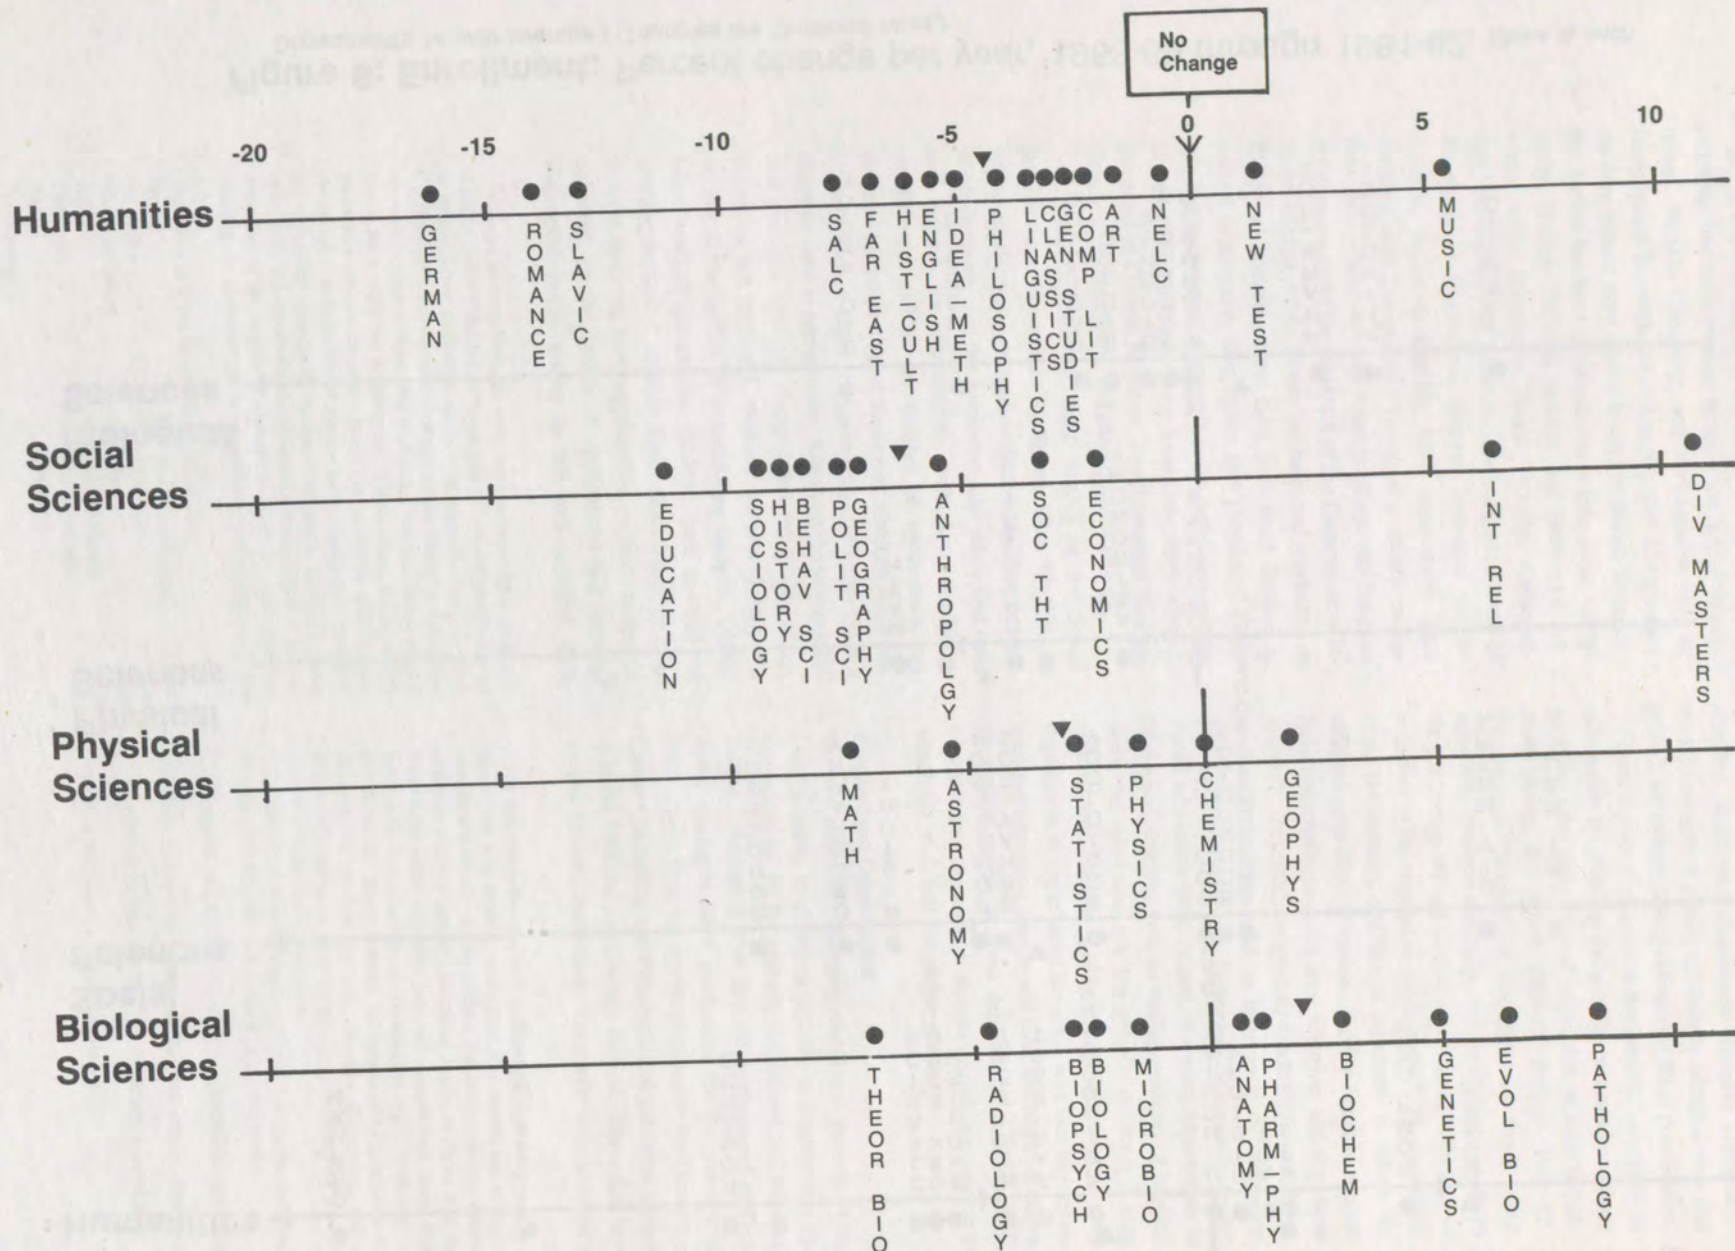 No
Change
-20 -15 -10 -5 0 5 10
Humanities
GERMAN
ROMANCE
SLAVIC
SALC
FAR EAST
HIST–CULT
ENGLISH
IDEA–METH
PHILOSOPHY
LINGUISTICS
CLASSICS
GEN STUDIES
COMP LIT
ART
NELC
NEW TEST
MUSIC
Social
Sciences
EDUCATION
SOCIOLOGY
HISTORY
BEHAV SCI
POLIT SCI
GEOGRAPHY
ANTHROPOLGY
SOC THT
ECONOMICS
INT REL
DIV MASTERS
Physical
Sciences
MATH
ASTRONOMY
STATISTICS
PHYSICS
CHEMISTRY
GEOPHYS
Biological
Sciences
THEOR BIO
RADIOLOGY
BIOPSYCH
BIOLOGY
MICROBIO
ANATOMY
PHARM–PHY
BIOCHEM
GENETICS
EVOL BIO
PATHOLOGY